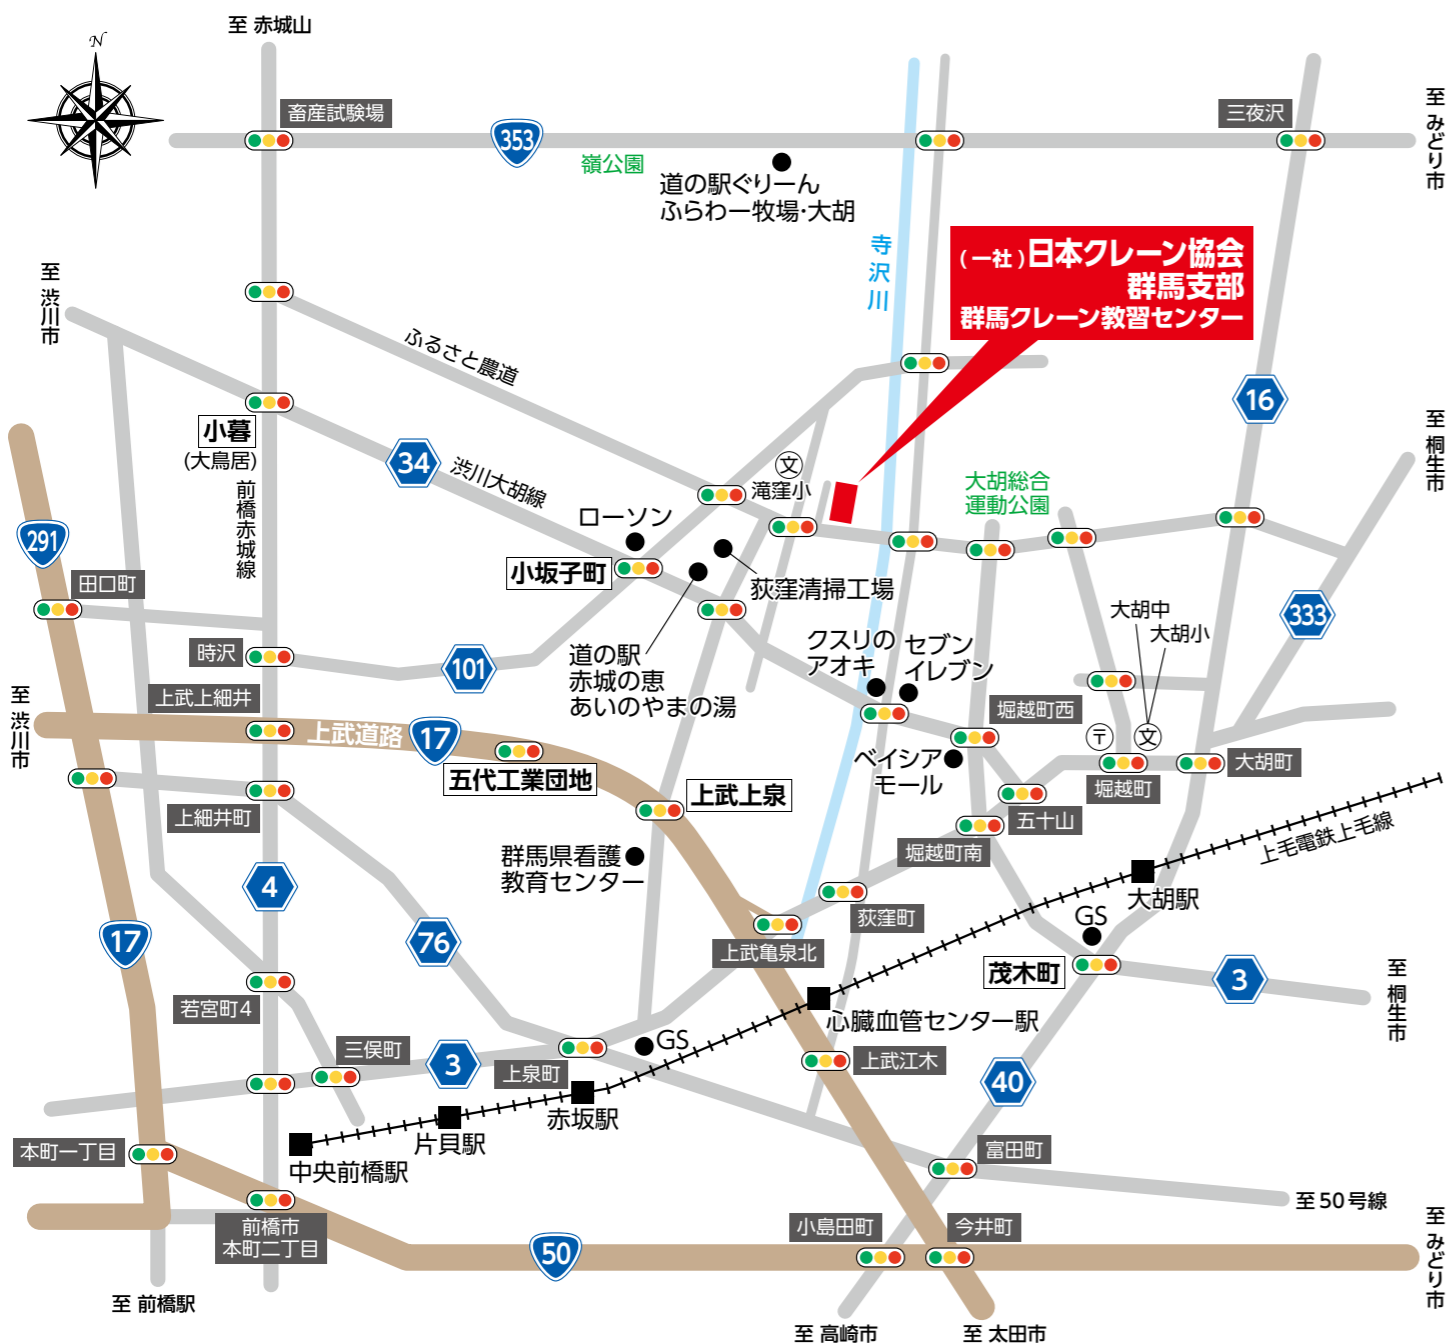 至 赤城山
N
畜産試験場
353
三夜沢
至 みどり市
嶺公園
道の駅ぐりーん
ふらわー牧場・大胡
寺沢川
(一社)日本クレーン協会
群馬支部
群馬クレーン教習センター
至 渋川市
ふるさと農道
小暮
(大鳥居)
34
渋川大胡線
16
至 桐生市
前橋赤城線
文
滝窪小
大胡総合
運動公園
ローソン
291
小坂子町
荻窪清掃工場
田口町
大胡中
大胡小
333
時沢
101
道の駅
赤城の恵
あいのやまの湯
クスリの
アオキ
セブン
イレブン
至 渋川市
上武上細井
上武道路
17
堀越町西
〒
文
五代工業団地
上武上泉
ベイシア
モール
堀越町
大胡町
上細井町
五十山
堀越町南
上毛電鉄上毛線
群馬県看護
教育センター
4
大胡駅
荻窪町
GS
17
76
上武亀泉北
茂木町
3
至 桐生市
若宮町4
心臓血管センター駅
三俣町
3
GS
上泉町
上武江木
40
赤坂駅
片貝駅
本町一丁目
中央前橋駅
富田町
至 50号線
前橋市
本町二丁目
50
小島田町
今井町
至 みどり市
至 前橋駅
至 高崎市
至 太田市